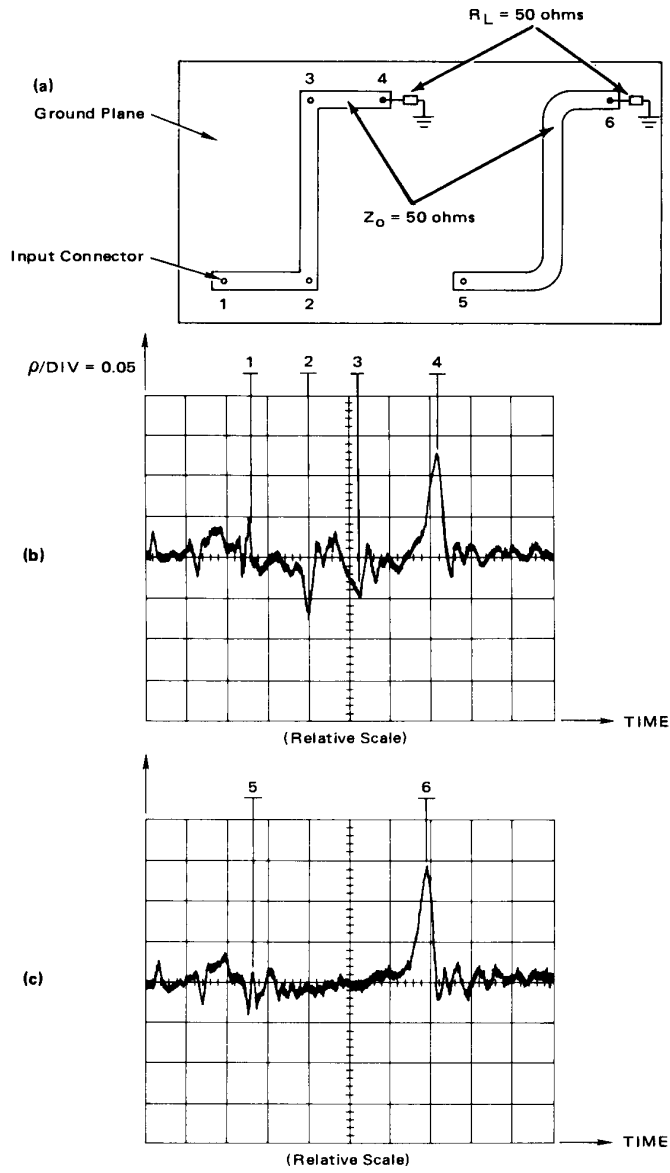 R_L = 50 ohms
(a)
3
4
Ground Plane
6
Z_o = 50 ohms
Input Connector
1
2
5
ρ/DIV = 0.05
1
2
3
4
(b)
TIME
(Relative Scale)
5
6
(c)
TIME
(Relative Scale)